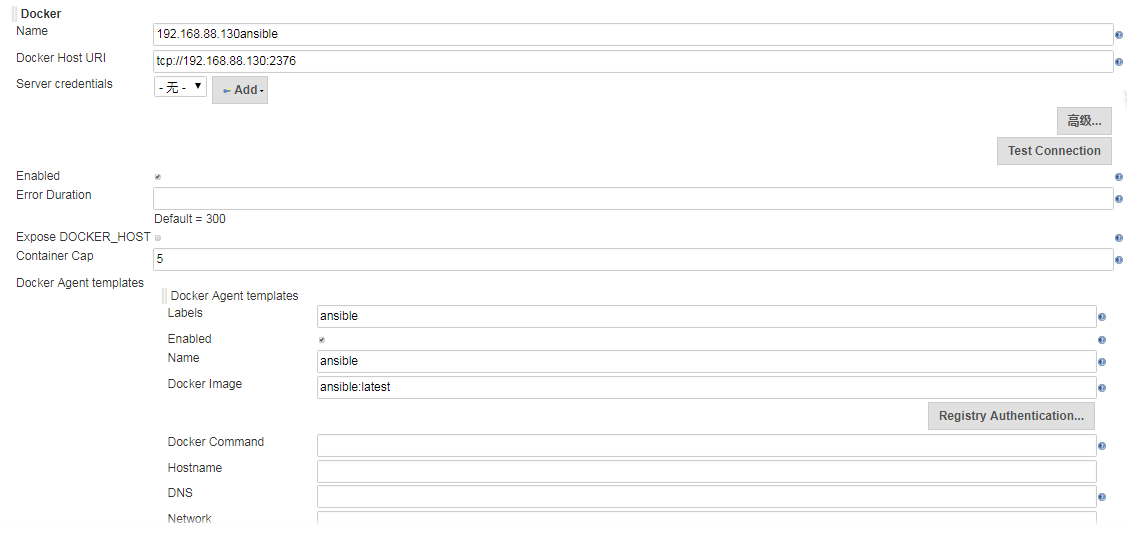 Docker
Name 192.168.88.130ansible
Docker Host URI tcp://192.168.88.130:2376
Server credentials - 无 - Add
高级...
Test Connection
Enabled
Error Duration
Default = 300
Expose DOCKER_HOST
Container Cap 5
Docker Agent templates
Docker Agent templates
Labels ansible
Enabled
Name ansible
Docker Image ansible:latest
Registry Authentication...
Docker Command
Hostname
DNS
Network